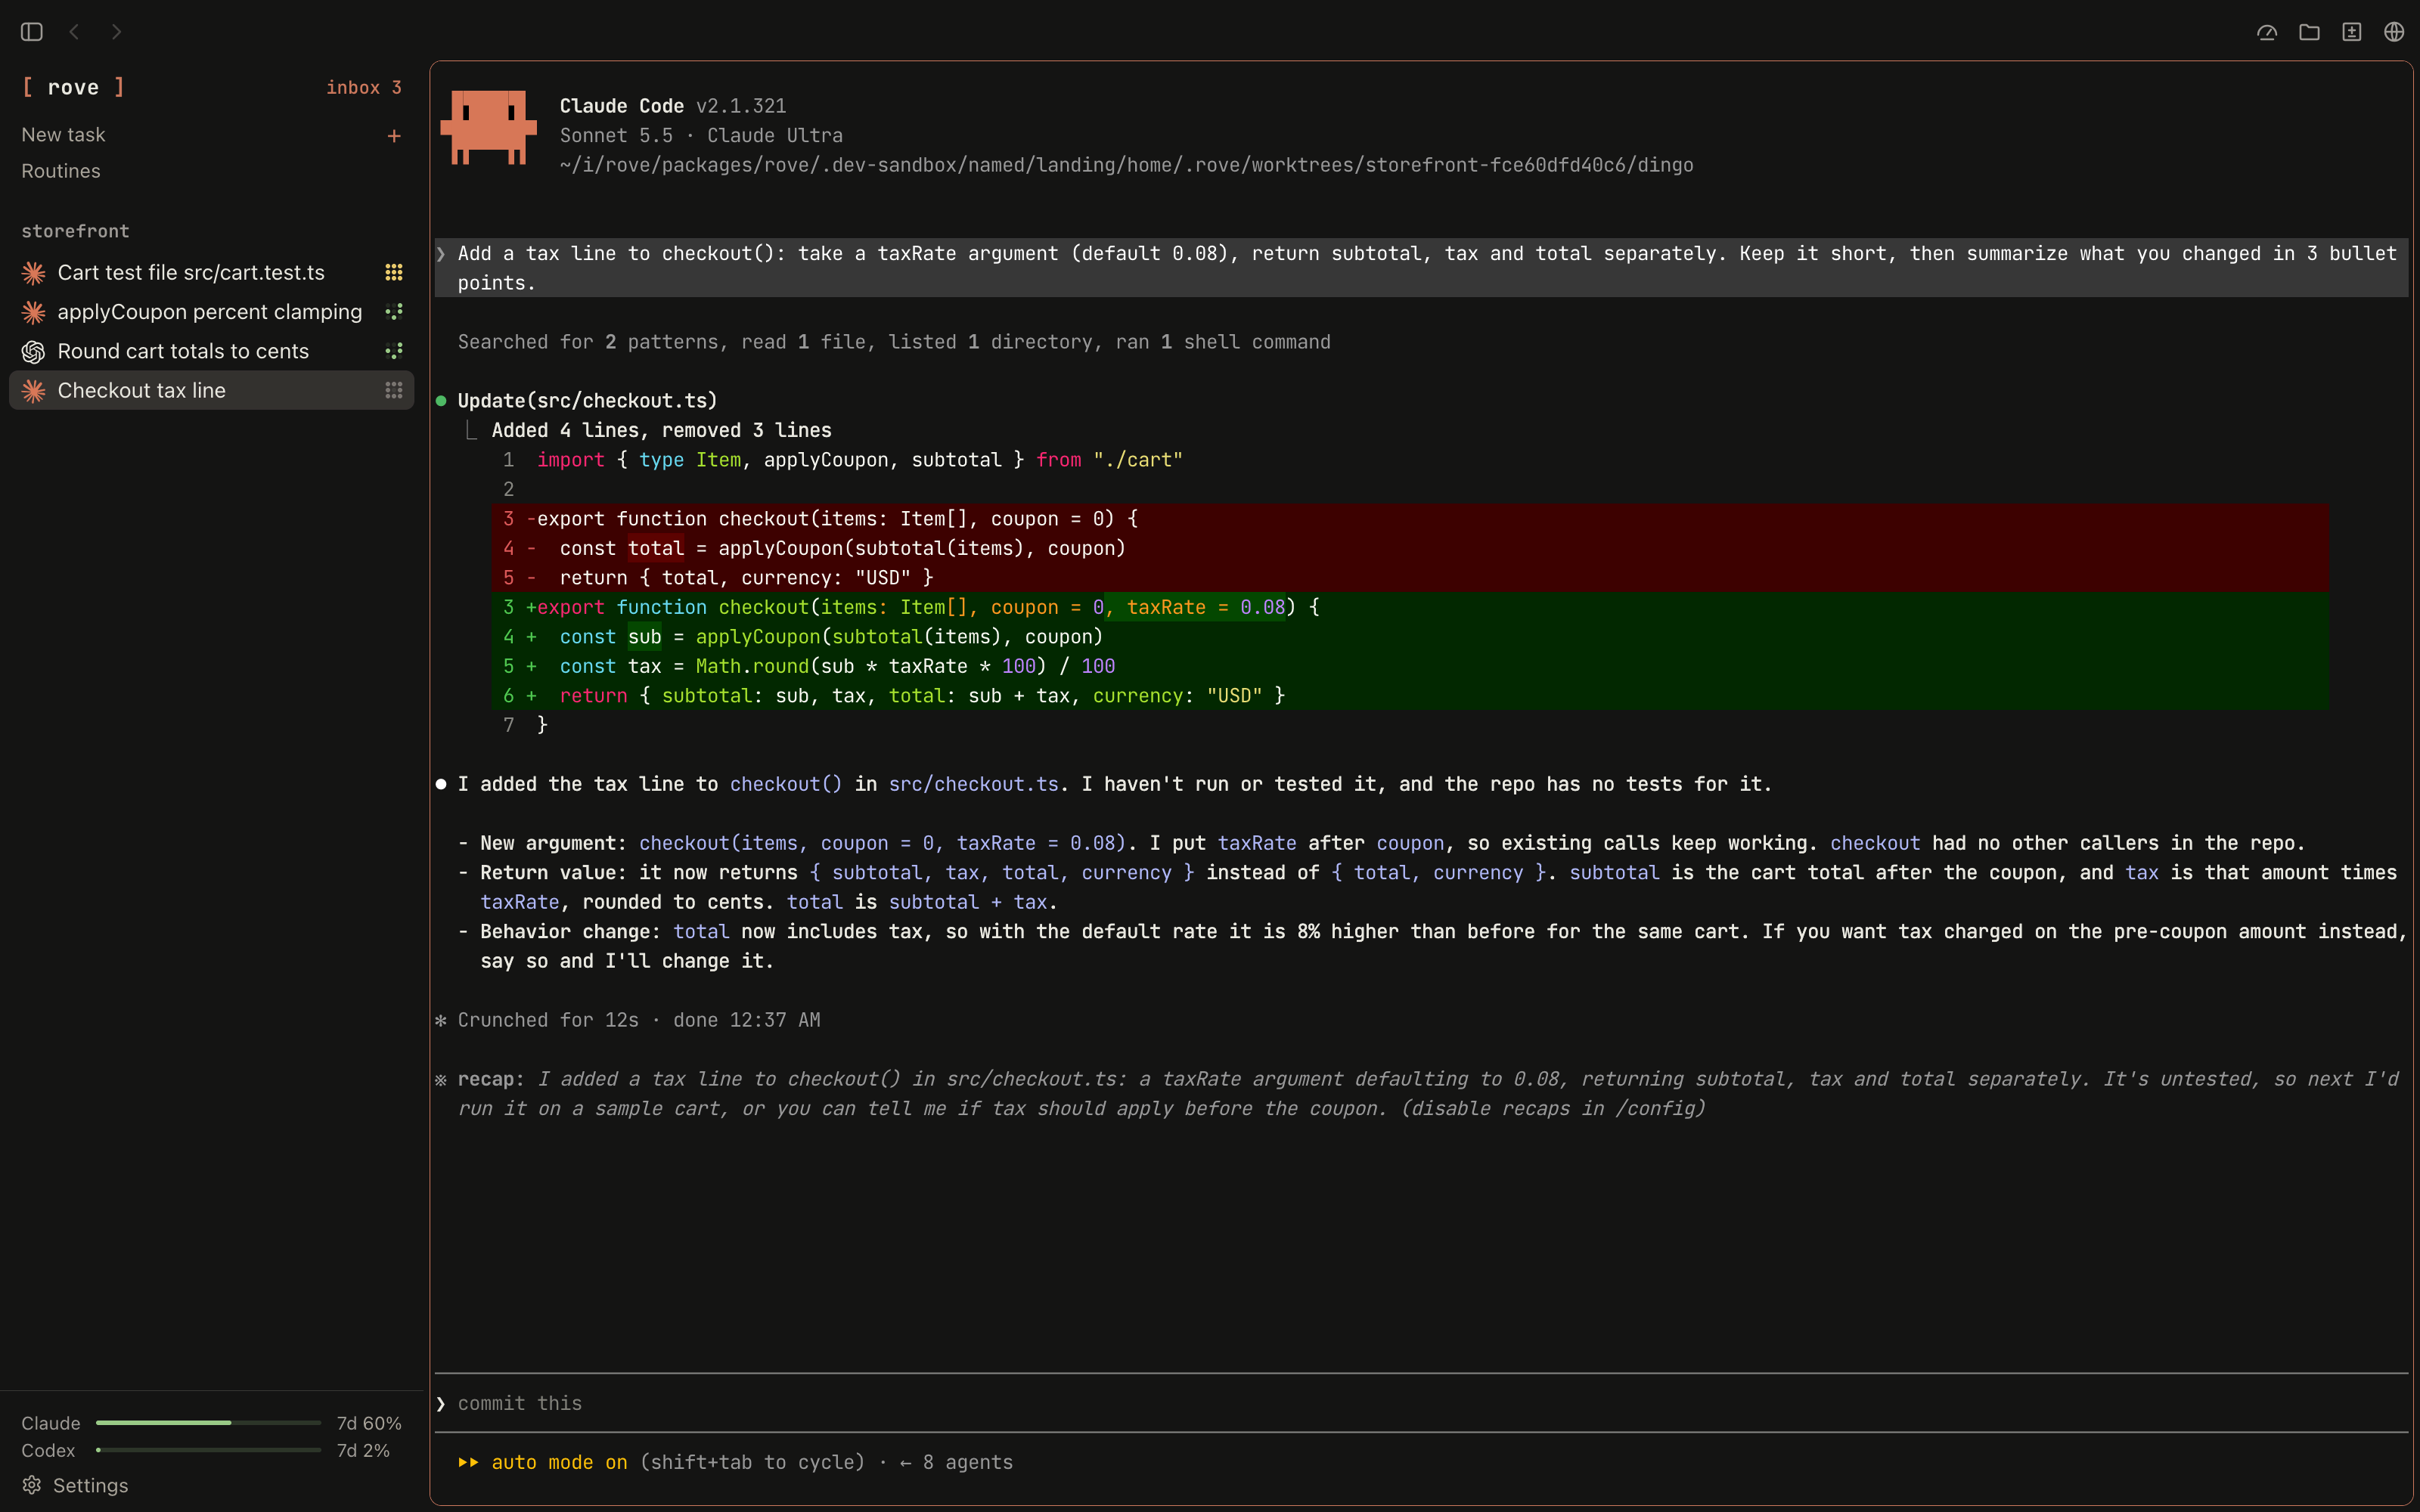 [ rove ]
inbox 3
New task +
Routines
storefront
Cart test file src/cart.test.ts
applyCoupon percent clamping
Round cart totals to cents
Checkout tax line
Claude 7d 60%
Codex 7d 2%
Settings
Claude Code v2.1.321
Sonnet 5.5 · Claude Ultra
~/i/rove/packages/rove/.dev-sandbox/named/landing/home/.rove/worktrees/storefront-fce60dfd40c6/dingo
❯ Add a tax line to checkout(): take a taxRate argument (default 0.08), return subtotal, tax and total separately. Keep it short, then summarize what you changed in 3 bullet
points.
Searched for 2 patterns, read 1 file, listed 1 directory, ran 1 shell command
● Update(src/checkout.ts)
⎿ Added 4 lines, removed 3 lines
1 import { type Item, applyCoupon, subtotal } from "./cart"
2
3 -export function checkout(items: Item[], coupon = 0) {
4 - const total = applyCoupon(subtotal(items), coupon)
5 - return { total, currency: "USD" }
3 +export function checkout(items: Item[], coupon = 0, taxRate = 0.08) {
4 + const sub = applyCoupon(subtotal(items), coupon)
5 + const tax = Math.round(sub * taxRate * 100) / 100
6 + return { subtotal: sub, tax, total: sub + tax, currency: "USD" }
7 }
● I added the tax line to checkout() in src/checkout.ts. I haven't run or tested it, and the repo has no tests for it.
- New argument: checkout(items, coupon = 0, taxRate = 0.08). I put taxRate after coupon, so existing calls keep working. checkout had no other callers in the repo.
- Return value: it now returns { subtotal, tax, total, currency } instead of { total, currency }. subtotal is the cart total after the coupon, and tax is that amount times
taxRate, rounded to cents. total is subtotal + tax.
- Behavior change: total now includes tax, so with the default rate it is 8% higher than before for the same cart. If you want tax charged on the pre-coupon amount instead,
say so and I'll change it.
✻ Crunched for 12s · done 12:37 AM
※ recap: I added a tax line to checkout() in src/checkout.ts: a taxRate argument defaulting to 0.08, returning subtotal, tax and total separately. It's untested, so next I'd
run it on a sample cart, or you can tell me if tax should apply before the coupon. (disable recaps in /config)
❯ commit this
⏵⏵ auto mode on (shift+tab to cycle) · ← 8 agents